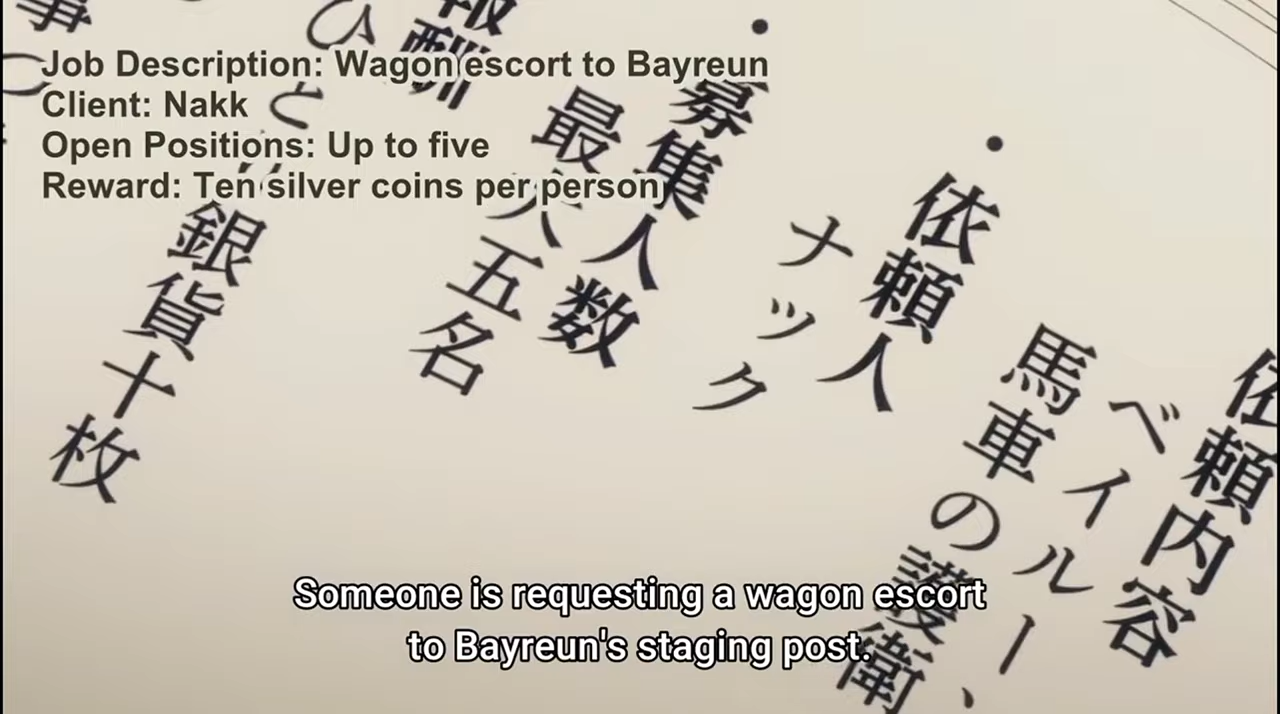 Job Description: Wagon escort to Bayreun
Client: Nakk
Open Positions: Up to five
Reward: Ten silver coins per person
依頼内容
ベイルー、
馬車の護衛
・依頼人
ナック
・募集人数
最大五名
報酬
ひとり銀貨十枚
Someone is requesting a wagon escort
to Bayreun's staging post.